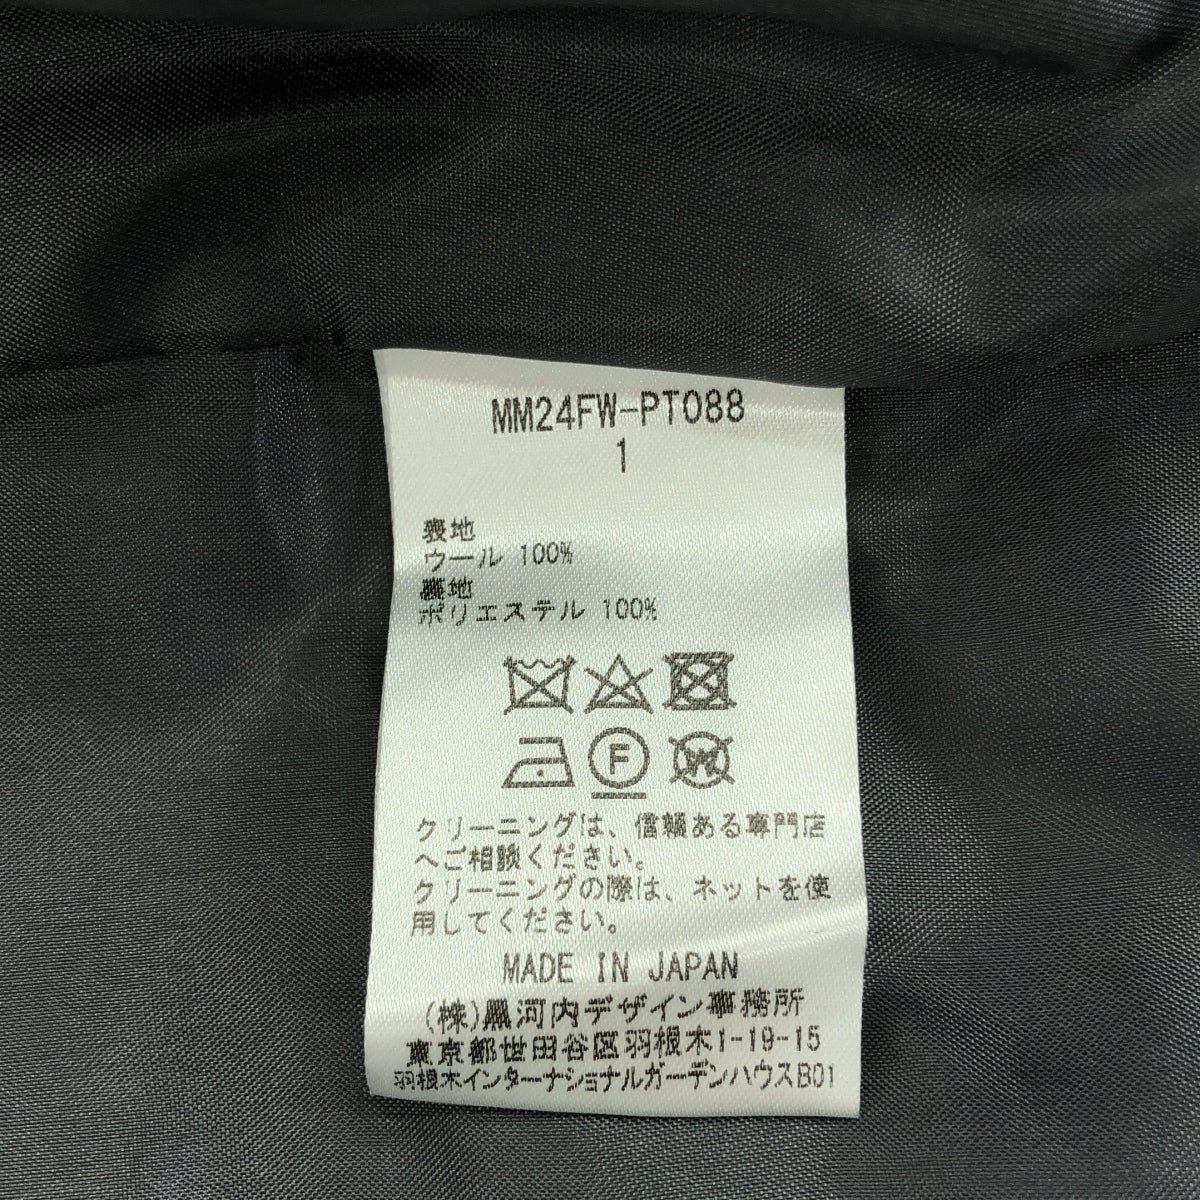 MM24FW-PT088
1
表地
ウール 100%
裏地
ポリエステル 100%
F
W
クリーニングは、信頼ある専門店
へご相談ください。
クリーニングの際は、ネットを使
用してください。
MADE IN JAPAN
(株)黒河内デザイン事務所
東京都世田谷区羽根木1-19-15
羽根木インターナショナルガーデンハウスB01